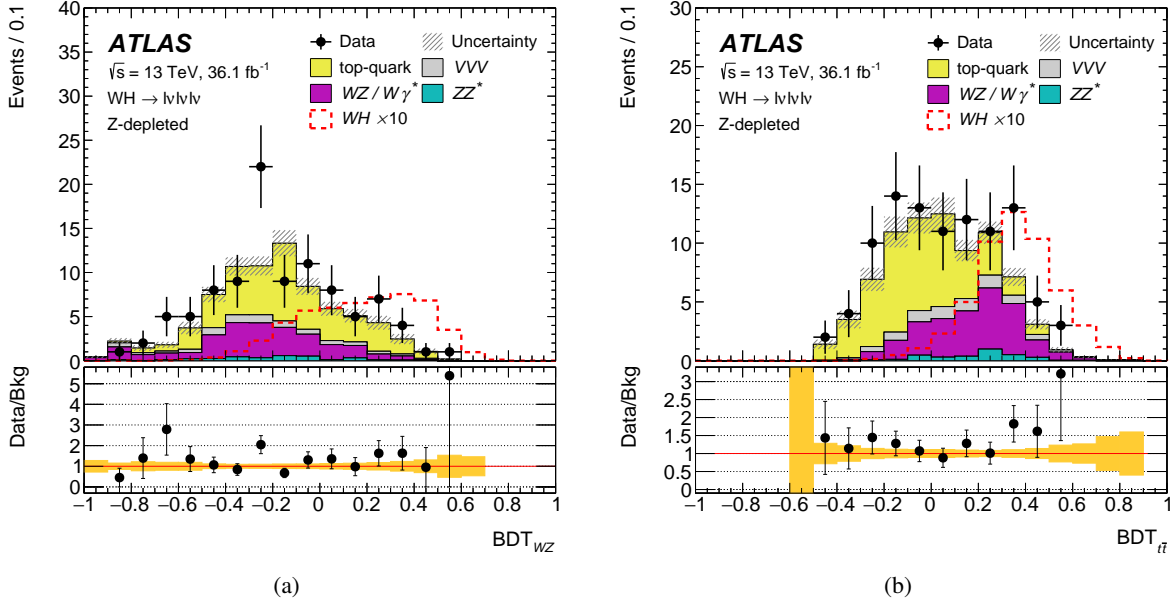 Events / 0.1
40
35
30
25
20
15
10
5
0
ATLAS
√s = 13 TeV, 36.1 fb⁻¹
WH → lνlνlν
Z-depleted
Data
Uncertainty
top-quark
VVV
WZ / Wγ*
ZZ*
WH ×10
Data/Bkg
5
4
3
2
1
0
−1 −0.8 −0.6 −0.4 −0.2 0 0.2 0.4 0.6 0.8 1
BDT_WZ
(a)
Events / 0.1
30
25
20
15
10
5
0
ATLAS
√s = 13 TeV, 36.1 fb⁻¹
WH → lνlνlν
Z-depleted
Data
Uncertainty
top-quark
VVV
WZ / Wγ*
ZZ*
WH ×10
Data/Bkg
3
2.5
2
1.5
1
0.5
0
−1 −0.8 −0.6 −0.4 −0.2 0 0.2 0.4 0.6 0.8 1
BDT_tt̄
(b)